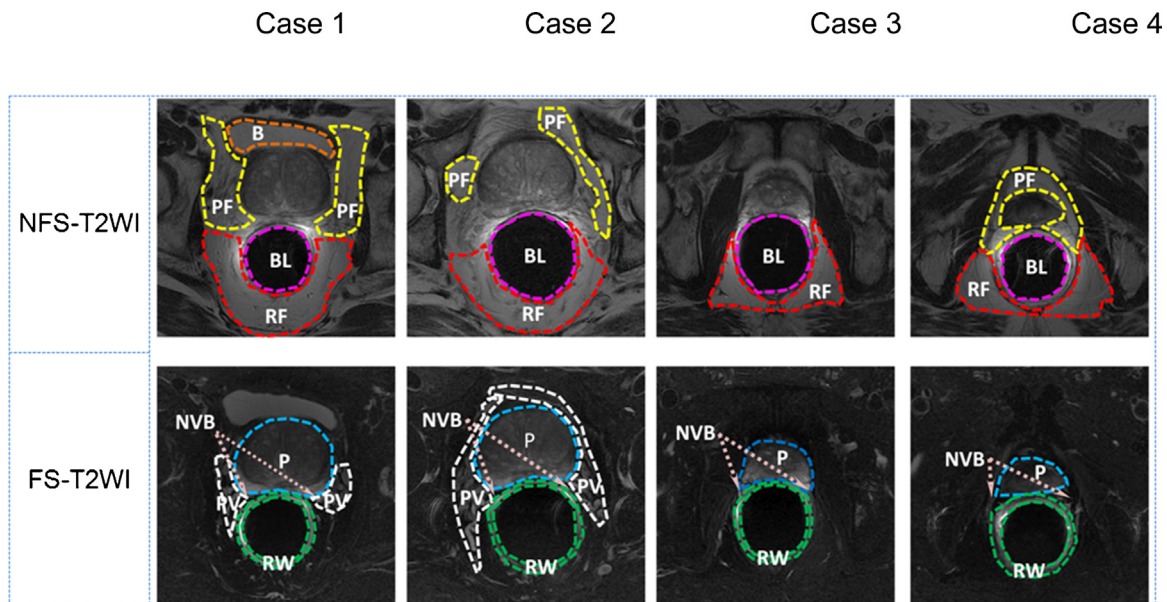 Case 1 Case 2 Case 3 Case 4
NFS-T2WI
B PF PF BL RF
PF PF BL RF
BL RF
PF BL RF
FS-T2WI
NVB P PV PV RW
NVB P PV PV RW
NVB P RW
NVB P RW